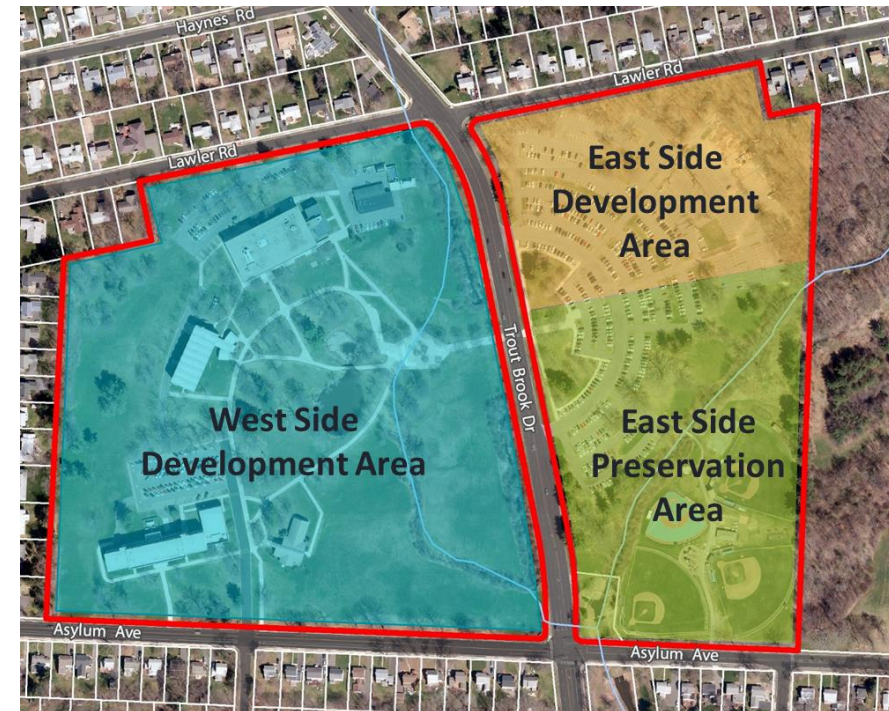 Haynes Rd
Lawler Rd
East Side
Development
Area
Lawler Rd
Trout Brook Dr
West Side
Development Area
East Side
Preservation
Area
Asylum Ave
Asylum Ave